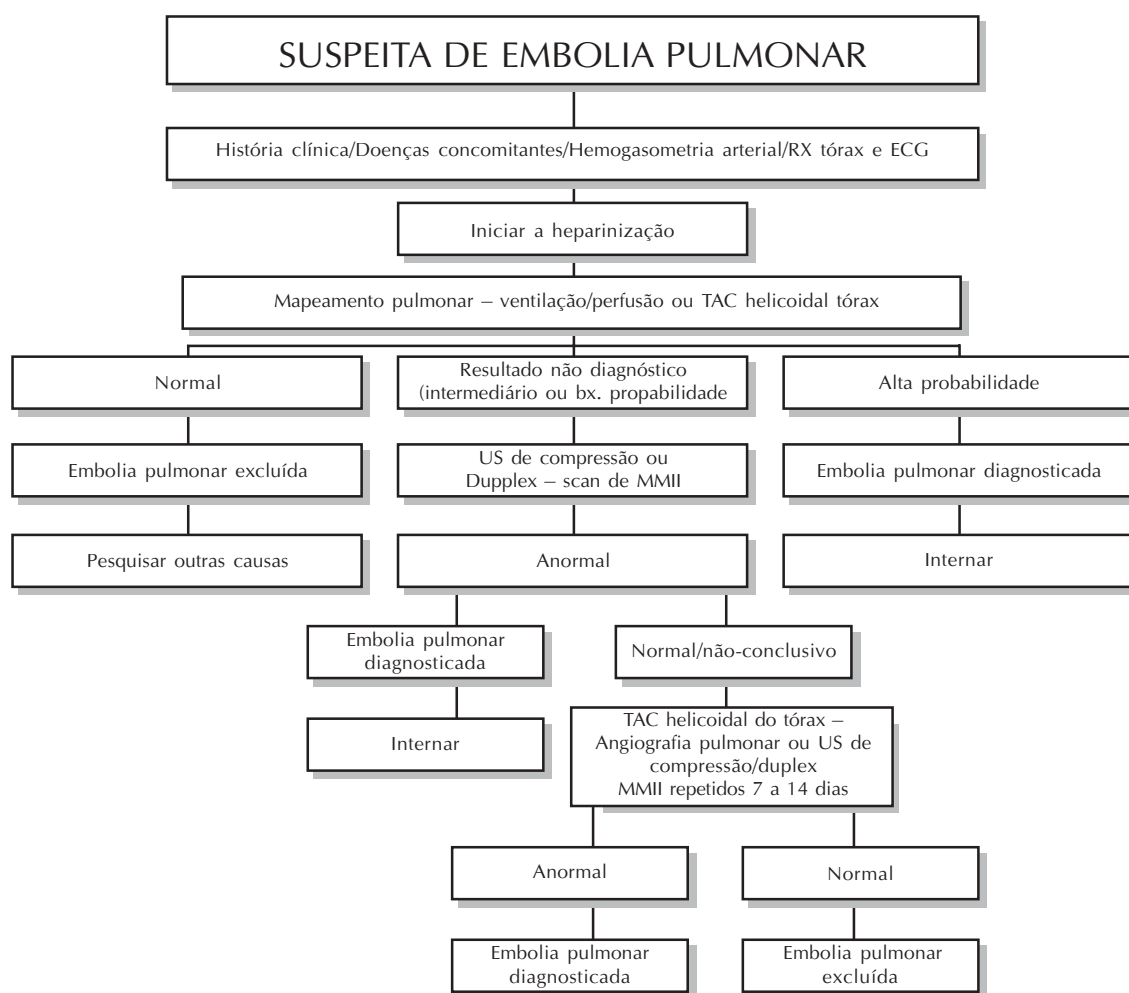 SUSPEITA DE EMBOLIA PULMONAR
História clínica/Doenças concomitantes/Hemogasometria arterial/RX tórax e ECG
Iniciar a heparinização
Mapeamento pulmonar – ventilação/perfusão ou TAC helicoidal tórax
Normal
Resultado não diagnóstico
(intermediário ou bx. propabilidade
Alta probabilidade
Embolia pulmonar excluída
US de compressão ou
Dupplex – scan de MMII
Embolia pulmonar diagnosticada
Pesquisar outras causas
Anormal
Internar
Embolia pulmonar
diagnosticada
Normal/não-conclusivo
Internar
TAC helicoidal do tórax –
Angiografia pulmonar ou US de
compressão/duplex
MMII repetidos 7 a 14 dias
Anormal
Normal
Embolia pulmonar
diagnosticada
Embolia pulmonar
excluída